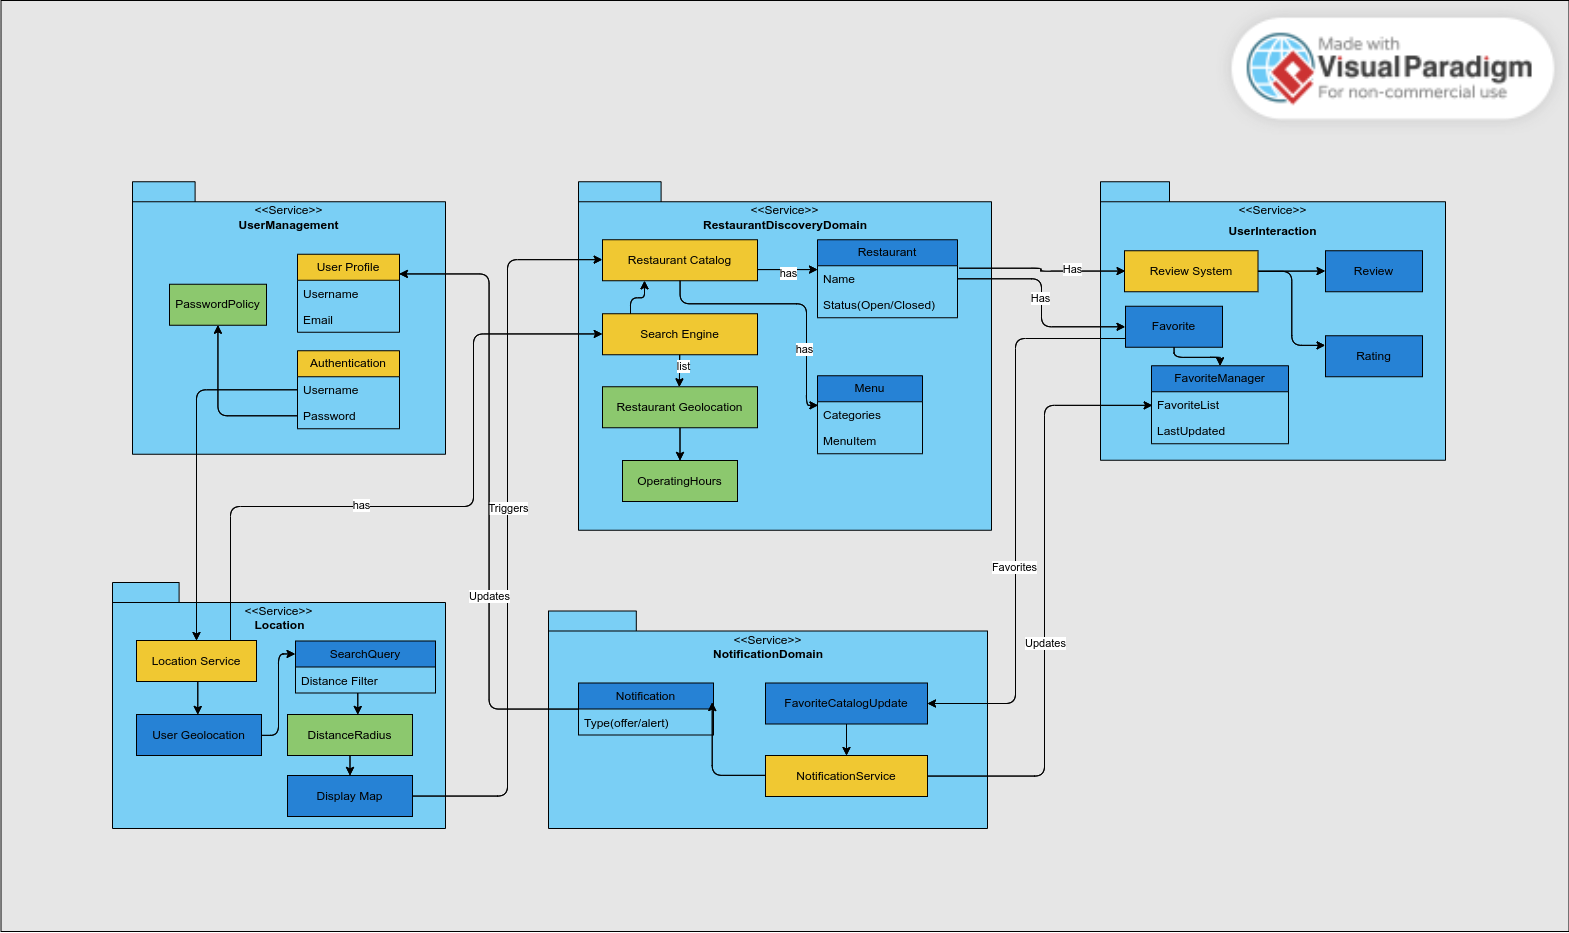 Made with
Visual Paradigm
For non-commercial use
<<Service>>
UserManagement
User Profile
Username
Email
PasswordPolicy
Authentication
Username
Password
<<Service>>
RestaurantDiscoveryDomain
Restaurant Catalog
has
Restaurant
Name
Status(Open/Closed)
Search Engine
list
has
Restaurant Geolocation
Menu
Categories
MenuItem
OperatingHours
<<Service>>
UserInteraction
Has
Review System
Review
Has
Favorite
Rating
FavoriteManager
FavoriteList
LastUpdated
has
Triggers
Favorites
Updates
Updates
<<Service>>
Location
Location Service
SearchQuery
Distance Filter
User Geolocation
DistanceRadius
Display Map
<<Service>>
NotificationDomain
Notification
Type(offer/alert)
FavoriteCatalogUpdate
NotificationService